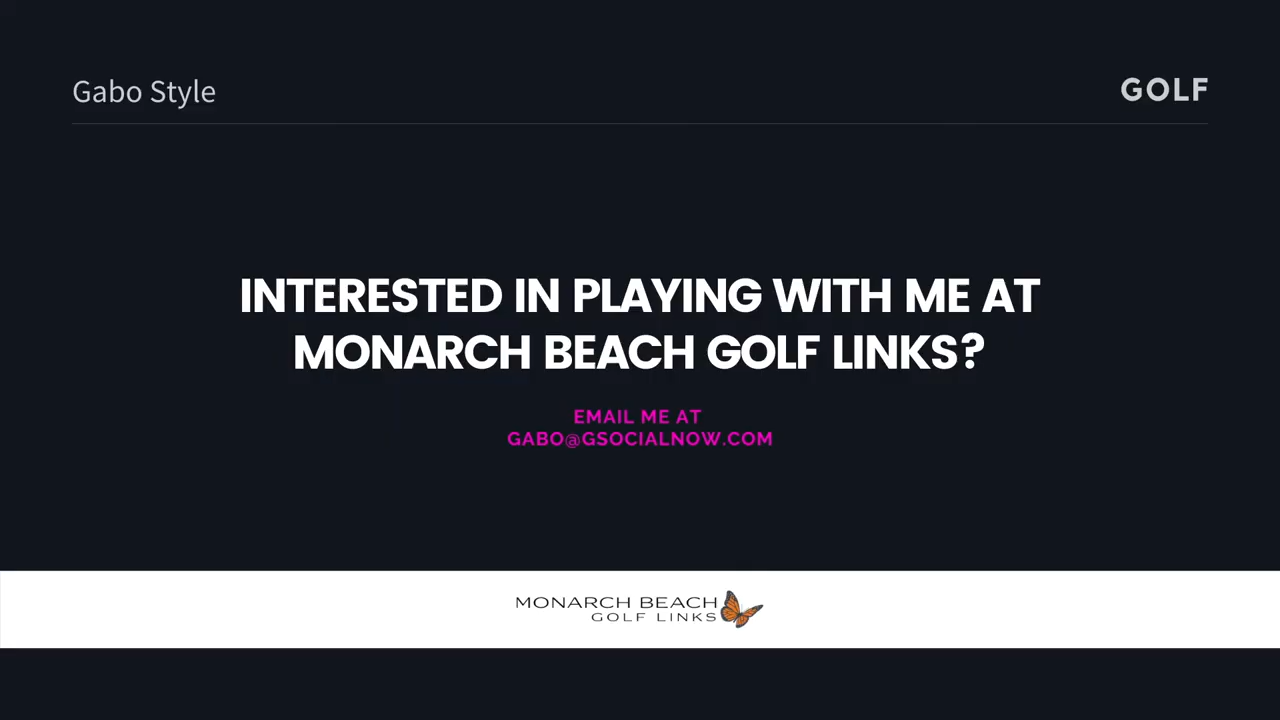 Gabo Style
GOLF
INTERESTED IN PLAYING WITH ME AT
MONARCH BEACH GOLF LINKS?
EMAIL ME AT
GABO@GSOCIALNOW.COM
MONARCH BEACH
GOLF LINKS